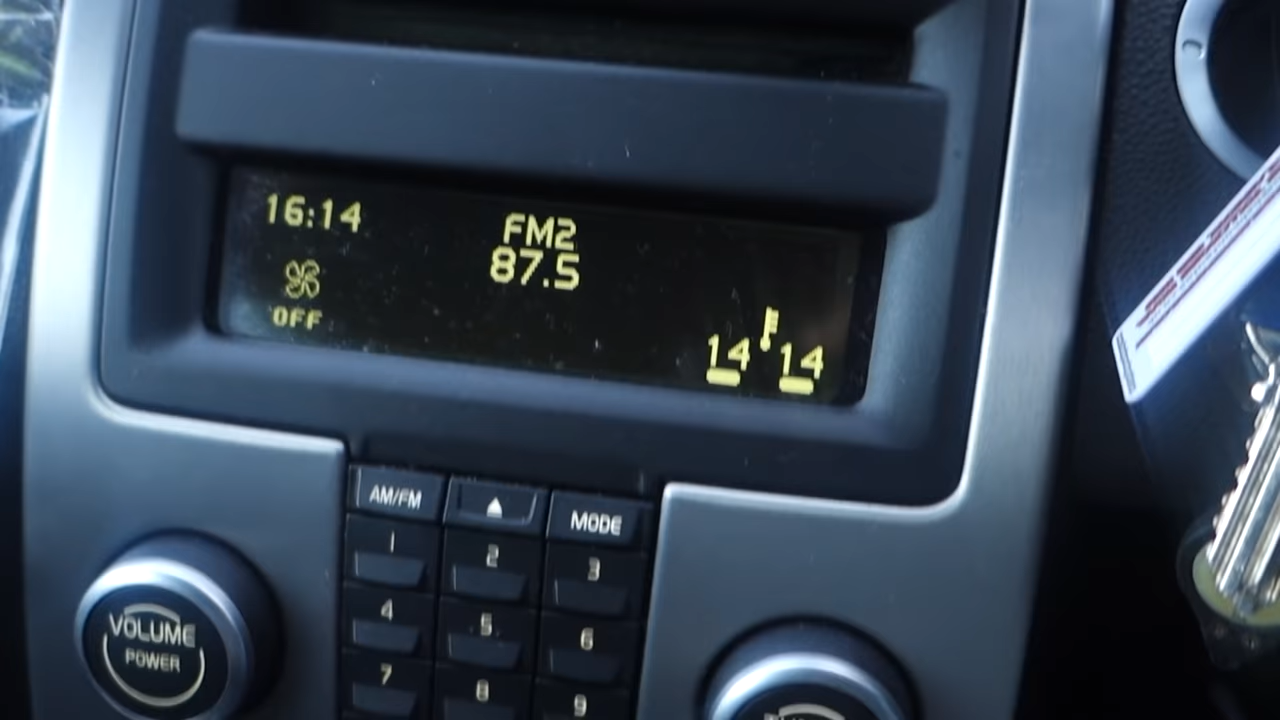 16:14
FM2
87.5
OFF
14 14
AM/FM
MODE
1 2 3
4 5 6
7 8 9
VOLUME
POWER